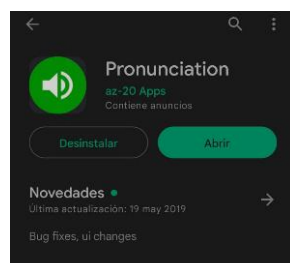 Pronunciation
az-20 Apps
Contiene anuncios
Desinstalar
Abrir
Novedades
Última actualización: 19 may 2019
Bug fixes, ui changes